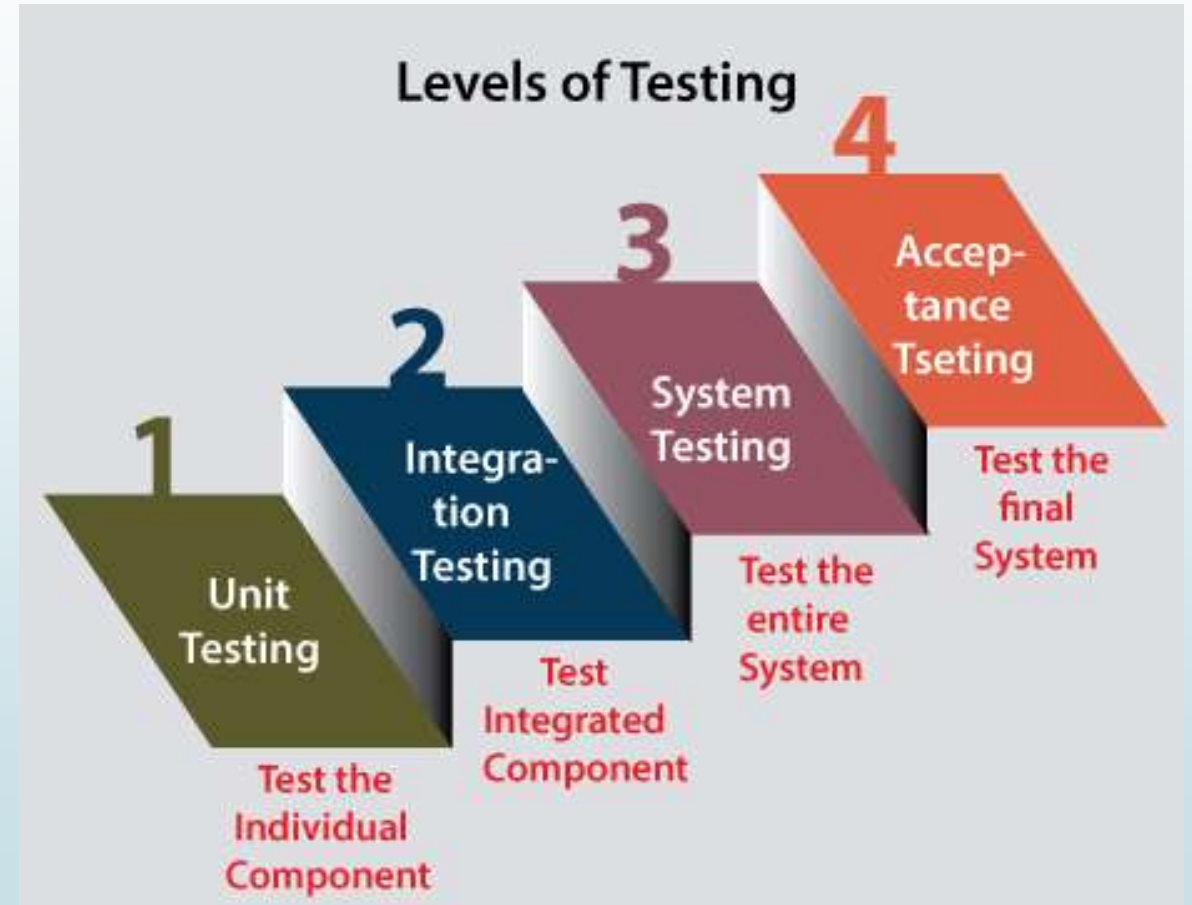 Levels of Testing
1
Unit
Testing
Test the
Individual
Component
2
Integra-
tion
Testing
Test
Integrated
Component
3
System
Testing
Test the
entire
System
4
Accep-
tance
Tseting
Test the
final
System